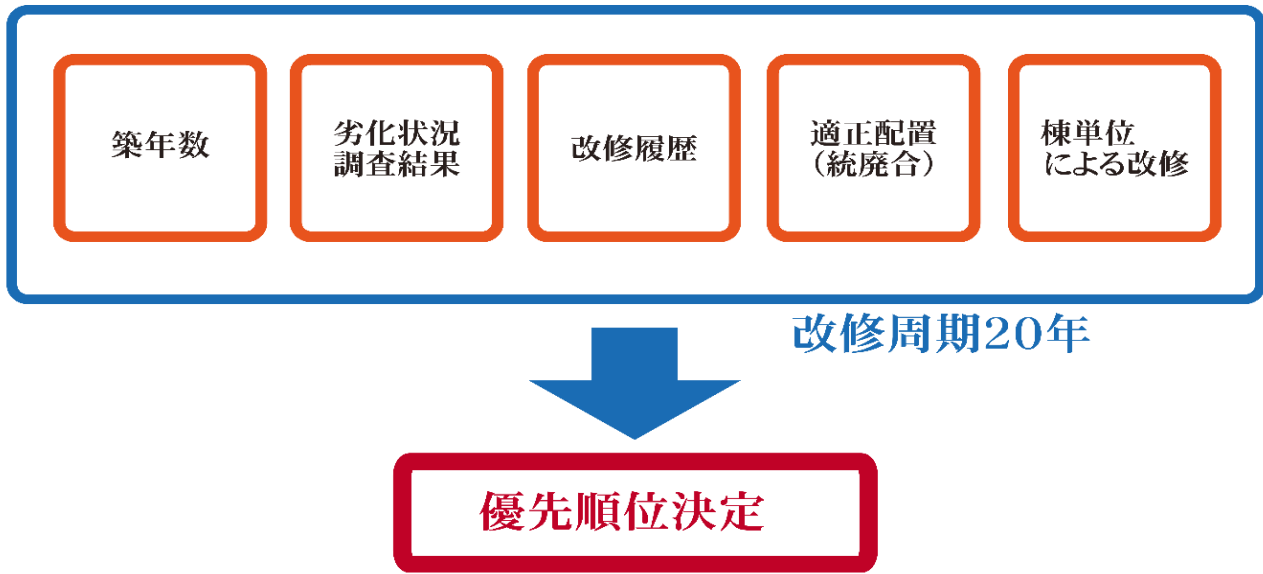 築年数
劣化状況
調査結果
改修履歴
適正配置
（統廃合）
棟単位
による改修
改修周期20年
優先順位決定